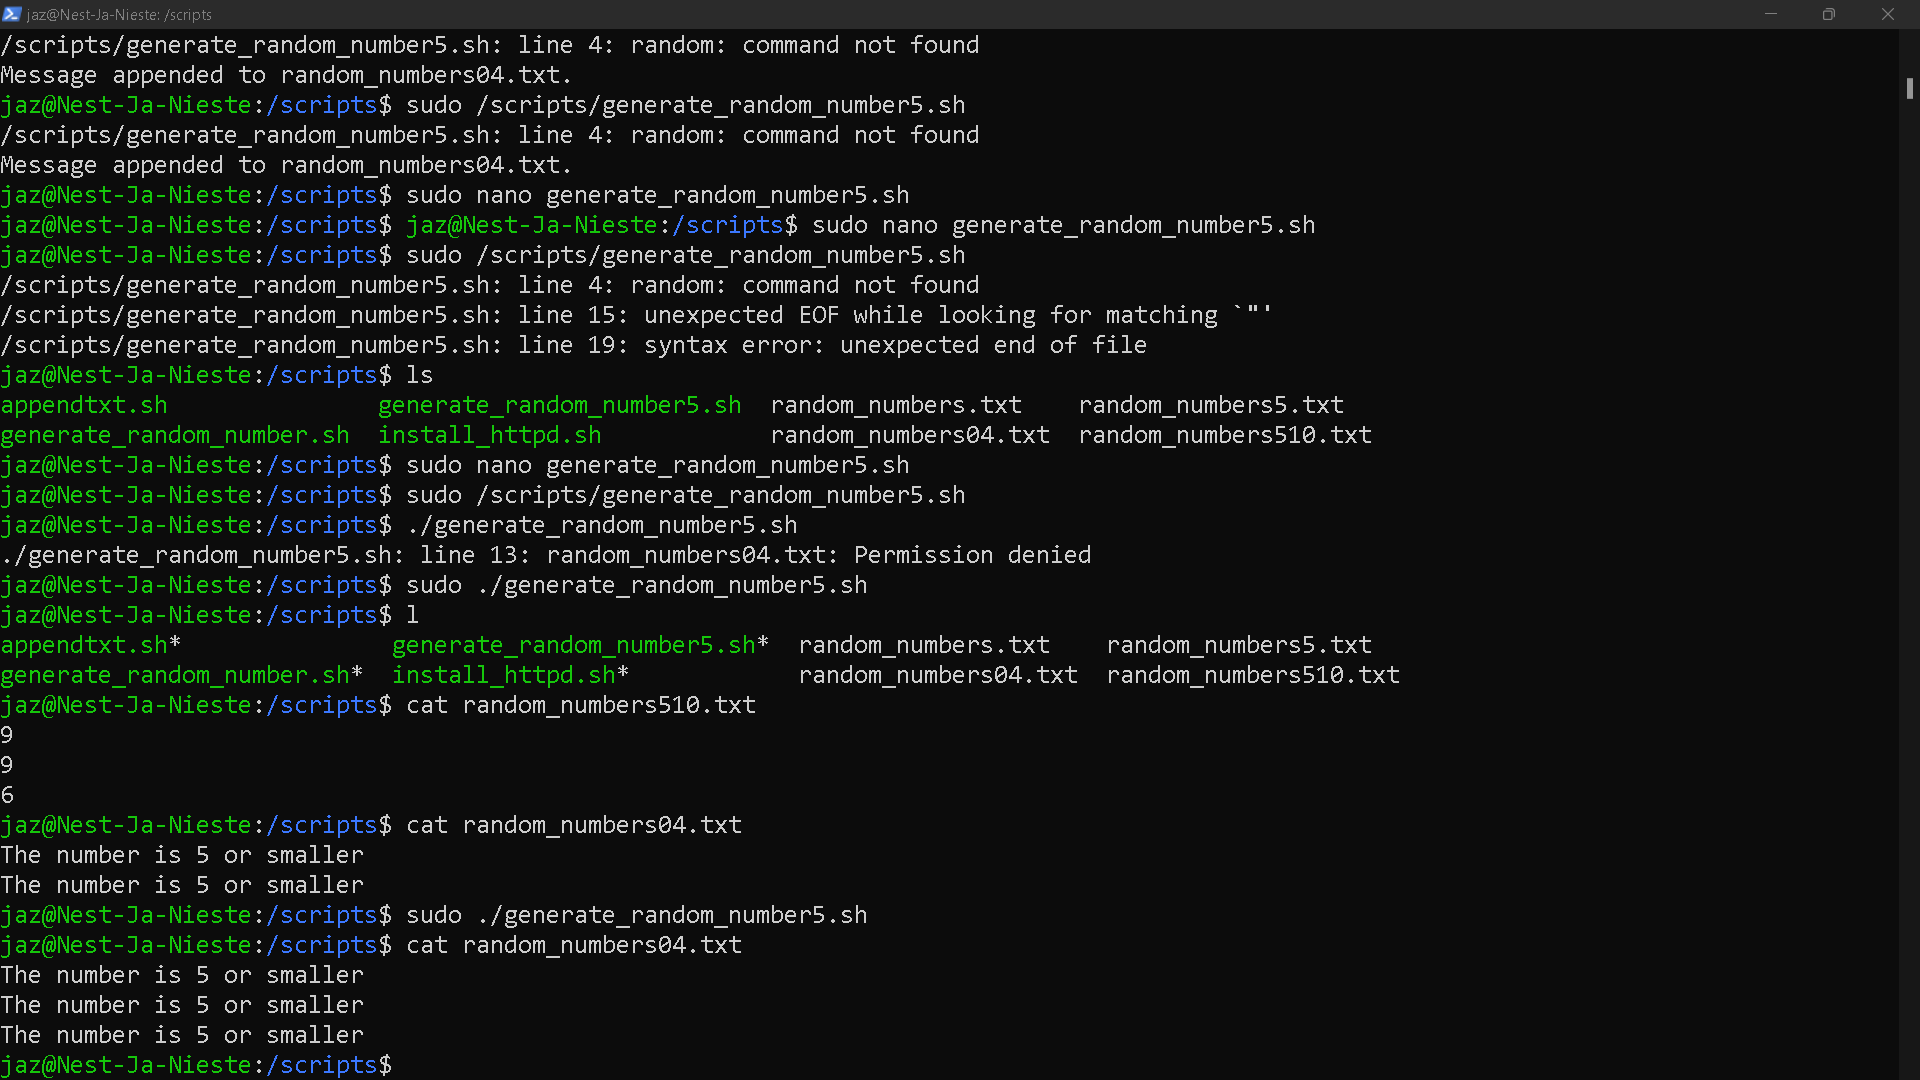 jaz@Nest-Ja-Nieste: /scripts
/scripts/generate_random_number5.sh: line 4: random: command not found
Message appended to random_numbers04.txt.
jaz@Nest-Ja-Nieste:/scripts$ sudo /scripts/generate_random_number5.sh
/scripts/generate_random_number5.sh: line 4: random: command not found
Message appended to random_numbers04.txt.
jaz@Nest-Ja-Nieste:/scripts$ sudo nano generate_random_number5.sh
jaz@Nest-Ja-Nieste:/scripts$ jaz@Nest-Ja-Nieste:/scripts$ sudo nano generate_random_number5.sh
jaz@Nest-Ja-Nieste:/scripts$ sudo /scripts/generate_random_number5.sh
/scripts/generate_random_number5.sh: line 4: random: command not found
/scripts/generate_random_number5.sh: line 15: unexpected EOF while looking for matching `"'
/scripts/generate_random_number5.sh: line 19: syntax error: unexpected end of file
jaz@Nest-Ja-Nieste:/scripts$ ls
appendtxt.sh generate_random_number5.sh random_numbers.txt random_numbers5.txt
generate_random_number.sh install_httpd.sh random_numbers04.txt random_numbers510.txt
jaz@Nest-Ja-Nieste:/scripts$ sudo nano generate_random_number5.sh
jaz@Nest-Ja-Nieste:/scripts$ sudo /scripts/generate_random_number5.sh
jaz@Nest-Ja-Nieste:/scripts$ ./generate_random_number5.sh
./generate_random_number5.sh: line 13: random_numbers04.txt: Permission denied
jaz@Nest-Ja-Nieste:/scripts$ sudo ./generate_random_number5.sh
jaz@Nest-Ja-Nieste:/scripts$ l
appendtxt.sh* generate_random_number5.sh* random_numbers.txt random_numbers5.txt
generate_random_number.sh* install_httpd.sh* random_numbers04.txt random_numbers510.txt
jaz@Nest-Ja-Nieste:/scripts$ cat random_numbers510.txt
9
9
6
jaz@Nest-Ja-Nieste:/scripts$ cat random_numbers04.txt
The number is 5 or smaller
The number is 5 or smaller
jaz@Nest-Ja-Nieste:/scripts$ sudo ./generate_random_number5.sh
jaz@Nest-Ja-Nieste:/scripts$ cat random_numbers04.txt
The number is 5 or smaller
The number is 5 or smaller
The number is 5 or smaller
jaz@Nest-Ja-Nieste:/scripts$